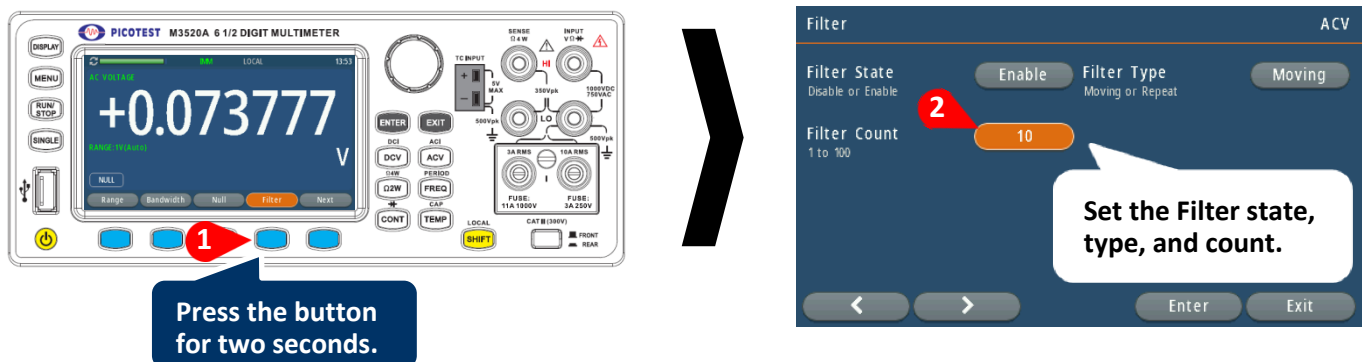 PICOTEST M3520A 6 1/2 DIGIT MULTIMETER
DISPLAY
MENU
RUN/
STOP
SINGLE
IMM LOCAL 13:53
AC VOLTAGE
+0.073777
RANGE:1V(Auto)
V
NULL
Range Bandwidth Null Filter Next
1
Press the button
for two seconds.
ENTER EXIT
DCI ACI
DCV ACV
Ω4W PERIOD
Ω2W FREQ
CAP
CONT TEMP
LOCAL
SHIFT
TC INPUT
+
−
5V
MAX
SENSE
Ω 4 W
INPUT
V Ω
HI
350Vpk
1000VDC
750VAC
500Vpk
LO
500Vpk
3A RMS 10A RMS
I
FUSE:
11A 1000V
FUSE:
3A 250V
CAT II (300V)
FRONT
REAR
Filter ACV
Filter State Enable Filter Type Moving
Disable or Enable Moving or Repeat
2
Filter Count 10
1 to 100
Set the Filter state,
type, and count.
< > Enter Exit